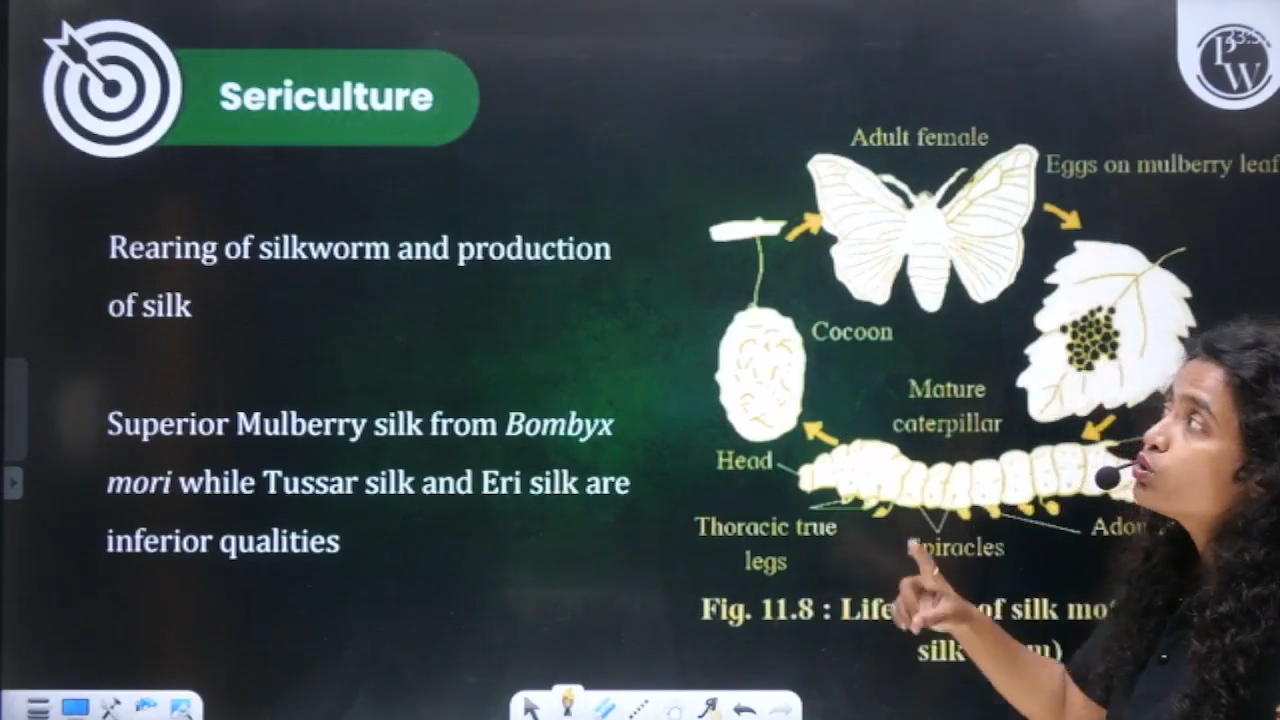 Sericulture
PW
Adult female
Eggs on mulberry leaf
Rearing of silkworm and production
of silk
Cocoon
Mature
caterpillar
Superior Mulberry silk from Bombyx
mori while Tussar silk and Eri silk are
inferior qualities
Head
Thoracic true
legs
Spiracles
Fig. 11.8 : Life of silk
silk